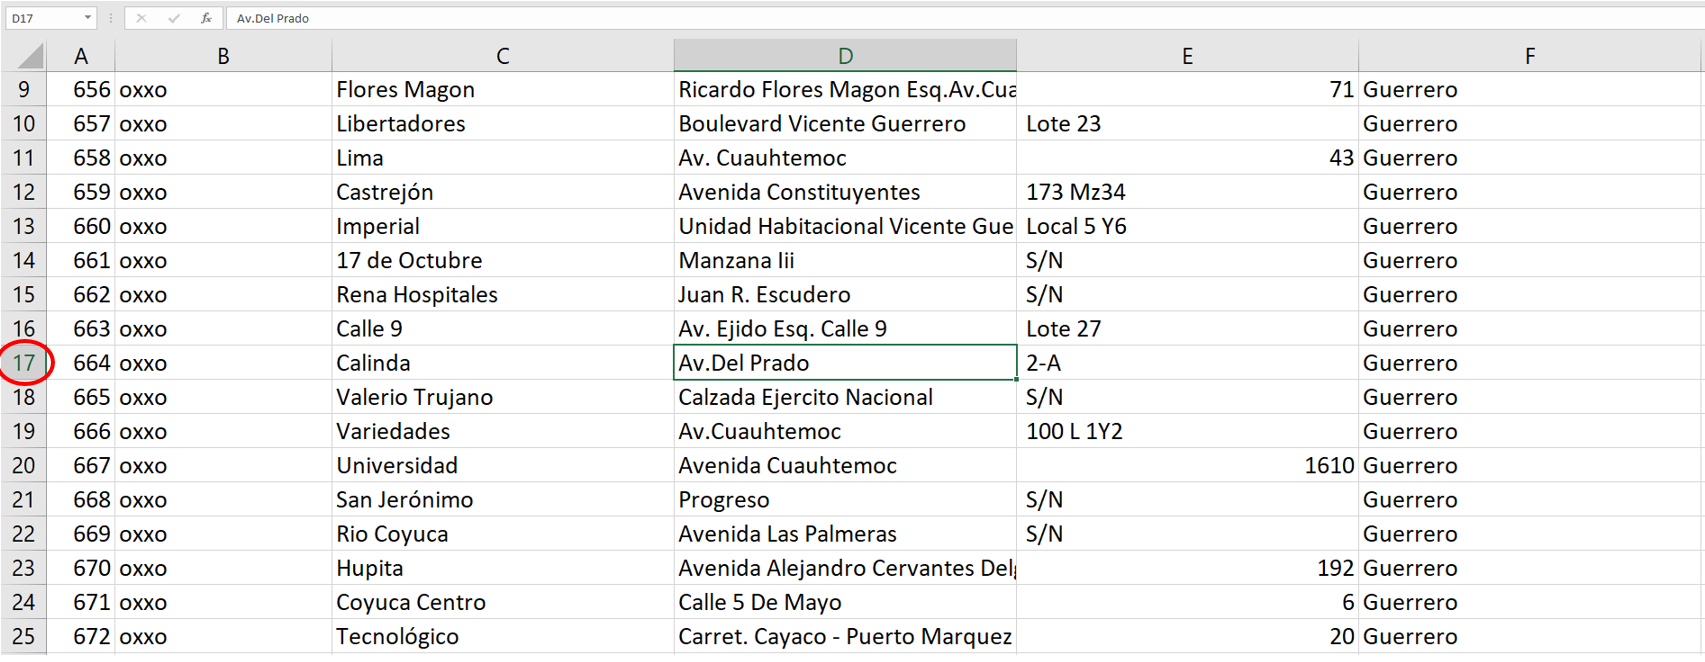 D17 fx Av.Del Prado
A B C D E F
9 656 oxxo Flores Magon Ricardo Flores Magon Esq.Av.Cua 71 Guerrero
10 657 oxxo Libertadores Boulevard Vicente Guerrero Lote 23 Guerrero
11 658 oxxo Lima Av. Cuauhtemoc 43 Guerrero
12 659 oxxo Castrejón Avenida Constituyentes 173 Mz34 Guerrero
13 660 oxxo Imperial Unidad Habitacional Vicente Gue Local 5 Y6 Guerrero
14 661 oxxo 17 de Octubre Manzana Iii S/N Guerrero
15 662 oxxo Rena Hospitales Juan R. Escudero S/N Guerrero
16 663 oxxo Calle 9 Av. Ejido Esq. Calle 9 Lote 27 Guerrero
17 664 oxxo Calinda Av.Del Prado 2-A Guerrero
18 665 oxxo Valerio Trujano Calzada Ejercito Nacional S/N Guerrero
19 666 oxxo Variedades Av.Cuauhtemoc 100 L 1Y2 Guerrero
20 667 oxxo Universidad Avenida Cuauhtemoc 1610 Guerrero
21 668 oxxo San Jerónimo Progreso S/N Guerrero
22 669 oxxo Rio Coyuca Avenida Las Palmeras S/N Guerrero
23 670 oxxo Hupita Avenida Alejandro Cervantes Delg 192 Guerrero
24 671 oxxo Coyuca Centro Calle 5 De Mayo 6 Guerrero
25 672 oxxo Tecnológico Carret. Cayaco - Puerto Marquez 20 Guerrero